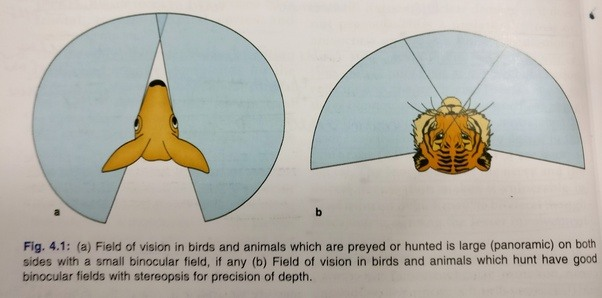 a
b
Fig. 4.1: (a) Field of vision in birds and animals which are preyed or hunted is large (panoramic) on both
sides with a small binocular field, if any (b) Field of vision in birds and animals which hunt have good
binocular fields with stereopsis for precision of depth.